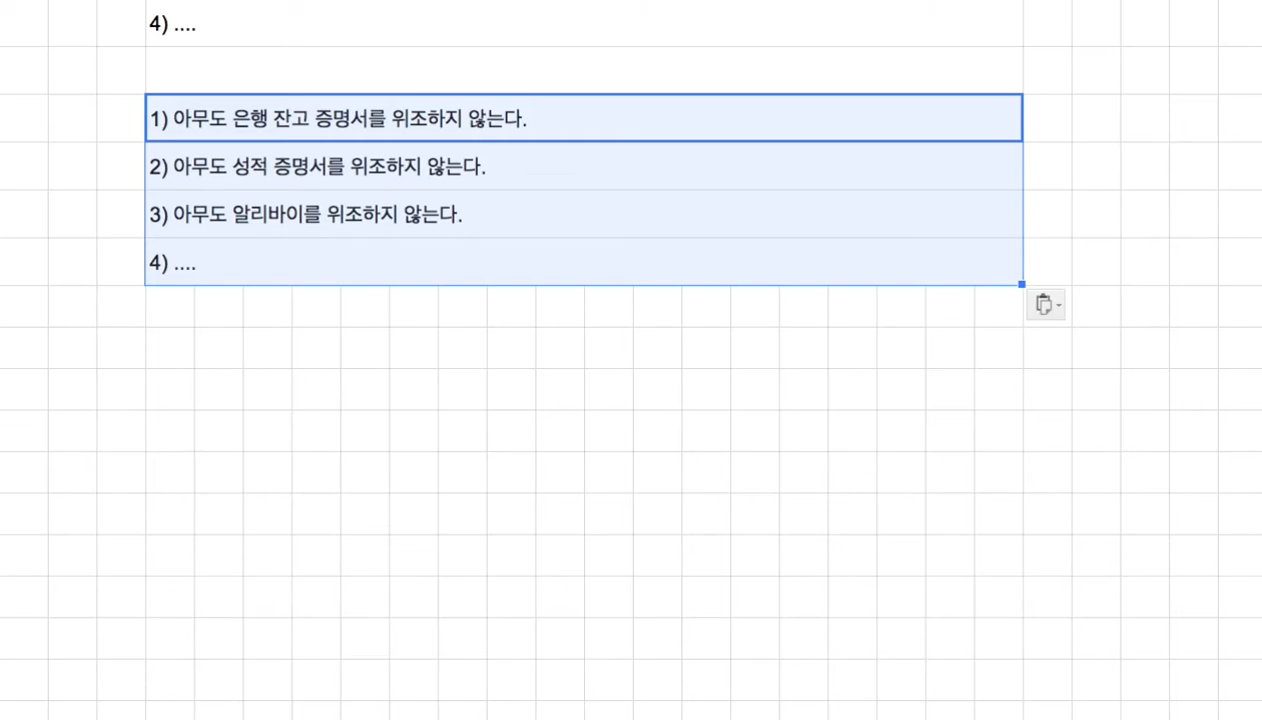 4) ....
1) 아무도 은행 잔고 증명서를 위조하지 않는다.
2) 아무도 성적 증명서를 위조하지 않는다.
3) 아무도 알리바이를 위조하지 않는다.
4) ....